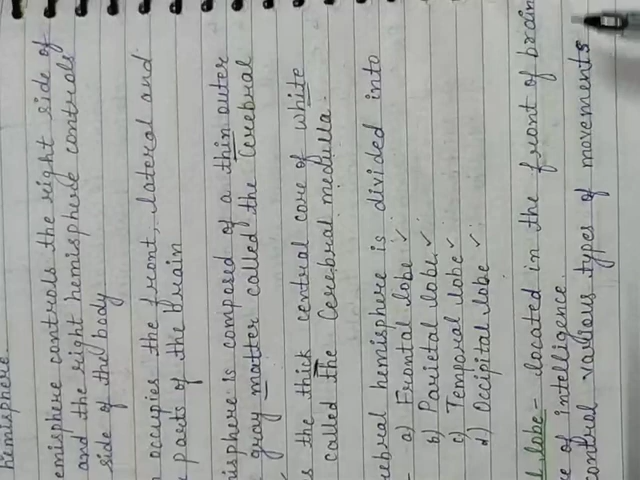 hemisphere.
emisphere controls the right side of
and the right hemisphere controls
side of the body
occupies the front, lateral and
parts of the brain
isphere is composed of a thin outer
gray matter called the Cerebral
s the thick central core of white
called the Cerebral medulla.
rebral hemisphere is divided into
a) Frontal lobe ✓
b) Parietal lobe ✓
c) Temporal lobe ✓
d) Occipital lobe ✓
l lobe - located in the front of brain
e of intelligence.
control various types of movements